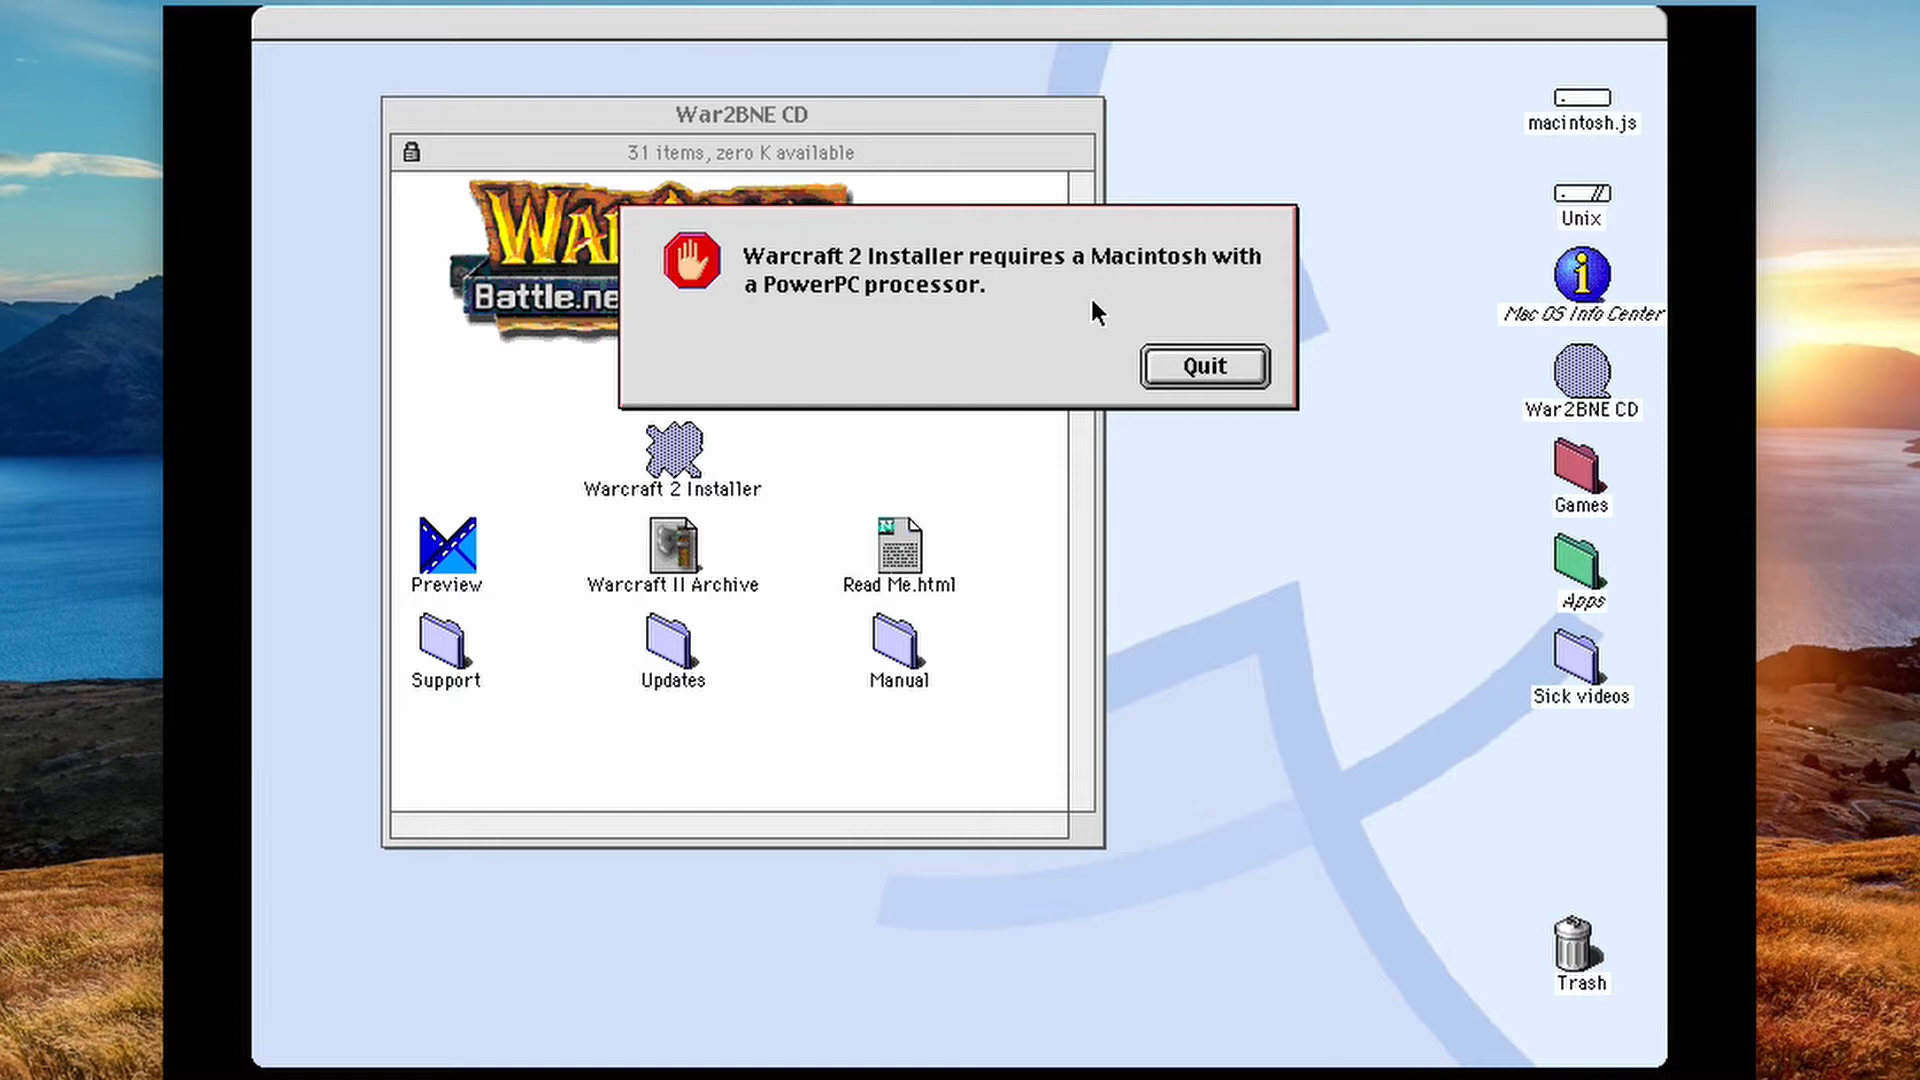 War2BNE CD
31 items, zero K available
Battle.ne
Warcraft 2 Installer requires a Macintosh with
a PowerPC processor.
Quit
Warcraft 2 Installer
Preview
Warcraft II Archive
Read Me.html
Support
Updates
Manual
macintosh.js
Unix
Mac OS Info Center
War2BNE CD
Games
Apps
Sick videos
Trash